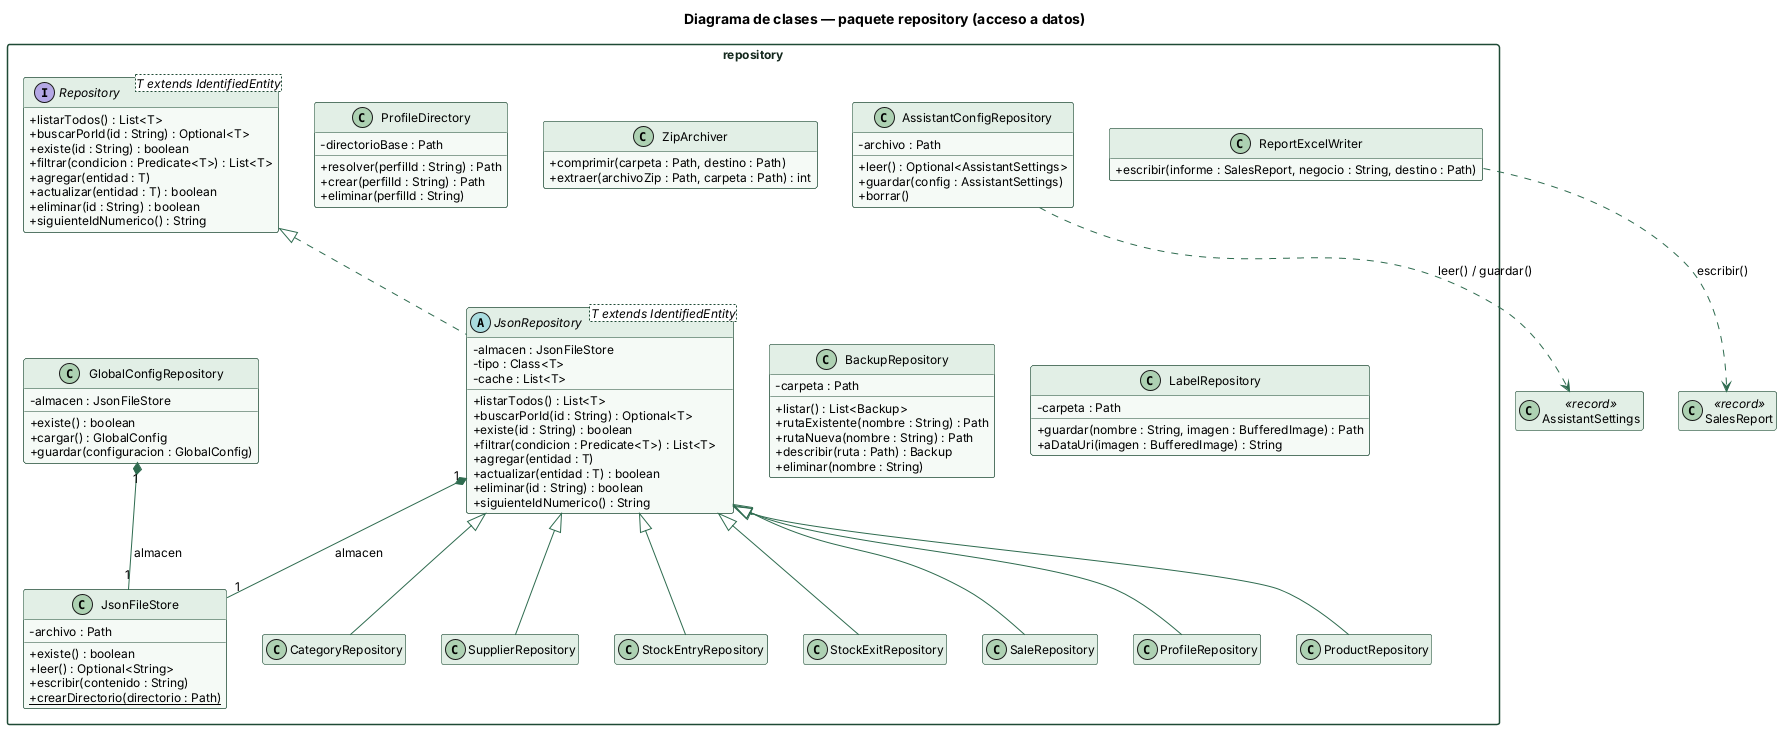 Diagrama de clases — paquete repository (acceso a datos)
repository
I Repository
T extends IdentifiedEntity
+listarTodos() : List<T>
+buscarPorId(id : String) : Optional<T>
+existe(id : String) : boolean
+filtrar(condicion : Predicate<T>) : List<T>
+agregar(entidad : T)
+actualizar(entidad : T) : boolean
+eliminar(id : String) : boolean
+siguienteIdNumerico() : String
C ProfileDirectory
-directorioBase : Path
+resolver(perfilId : String) : Path
+crear(perfilId : String) : Path
+eliminar(perfilId : String)
C ZipArchiver
+comprimir(carpeta : Path, destino : Path)
+extraer(archivoZip : Path, carpeta : Path) : int
C AssistantConfigRepository
-archivo : Path
+leer() : Optional<AssistantSettings>
+guardar(config : AssistantSettings)
+borrar()
C ReportExcelWriter
+escribir(informe : SalesReport, negocio : String, destino : Path)
leer() / guardar()
escribir()
C GlobalConfigRepository
-almacen : JsonFileStore
+existe() : boolean
+cargar() : GlobalConfig
+guardar(configuracion : GlobalConfig)
A JsonRepository
T extends IdentifiedEntity
-almacen : JsonFileStore
-tipo : Class<T>
-cache : List<T>
+listarTodos() : List<T>
+buscarPorId(id : String) : Optional<T>
+existe(id : String) : boolean
+filtrar(condicion : Predicate<T>) : List<T>
+agregar(entidad : T)
+actualizar(entidad : T) : boolean
+eliminar(id : String) : boolean
+siguienteIdNumerico() : String
C BackupRepository
-carpeta : Path
+listar() : List<Backup>
+rutaExistente(nombre : String) : Path
+rutaNueva(nombre : String) : Path
+describir(ruta : Path) : Backup
+eliminar(nombre : String)
C LabelRepository
-carpeta : Path
+guardar(nombre : String, imagen : BufferedImage) : Path
+aDataUri(imagen : BufferedImage) : String
C «record»
AssistantSettings
C «record»
SalesReport
1
1
almacen
almacen
1
1
C JsonFileStore
-archivo : Path
+existe() : boolean
+leer() : Optional<String>
+escribir(contenido : String)
+crearDirectorio(directorio : Path)
C CategoryRepository
C SupplierRepository
C StockEntryRepository
C StockExitRepository
C SaleRepository
C ProfileRepository
C ProductRepository